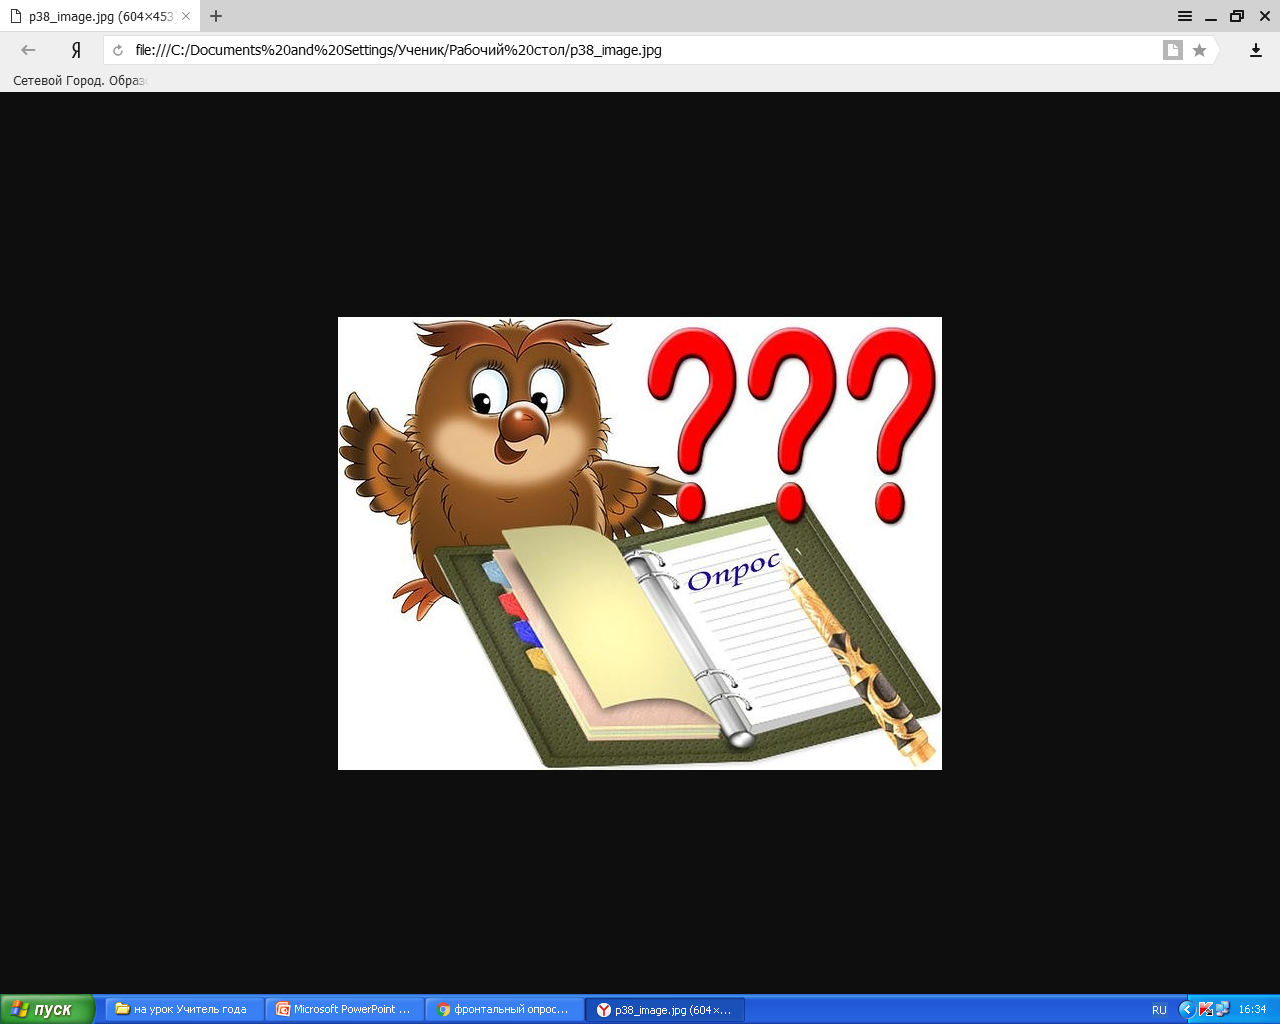 p38_image.jpg (604×453
Я
file:///C:/Documents%20and%20Settings/Ученик/Рабочий%20стол/p38_image.jpg
Сетевой Город. Образ
???
Опрос
пуск
на урок Учитель года
Microsoft PowerPoint ...
фронтальный опрос...
p38_image.jpg (604×...
RU
16:34